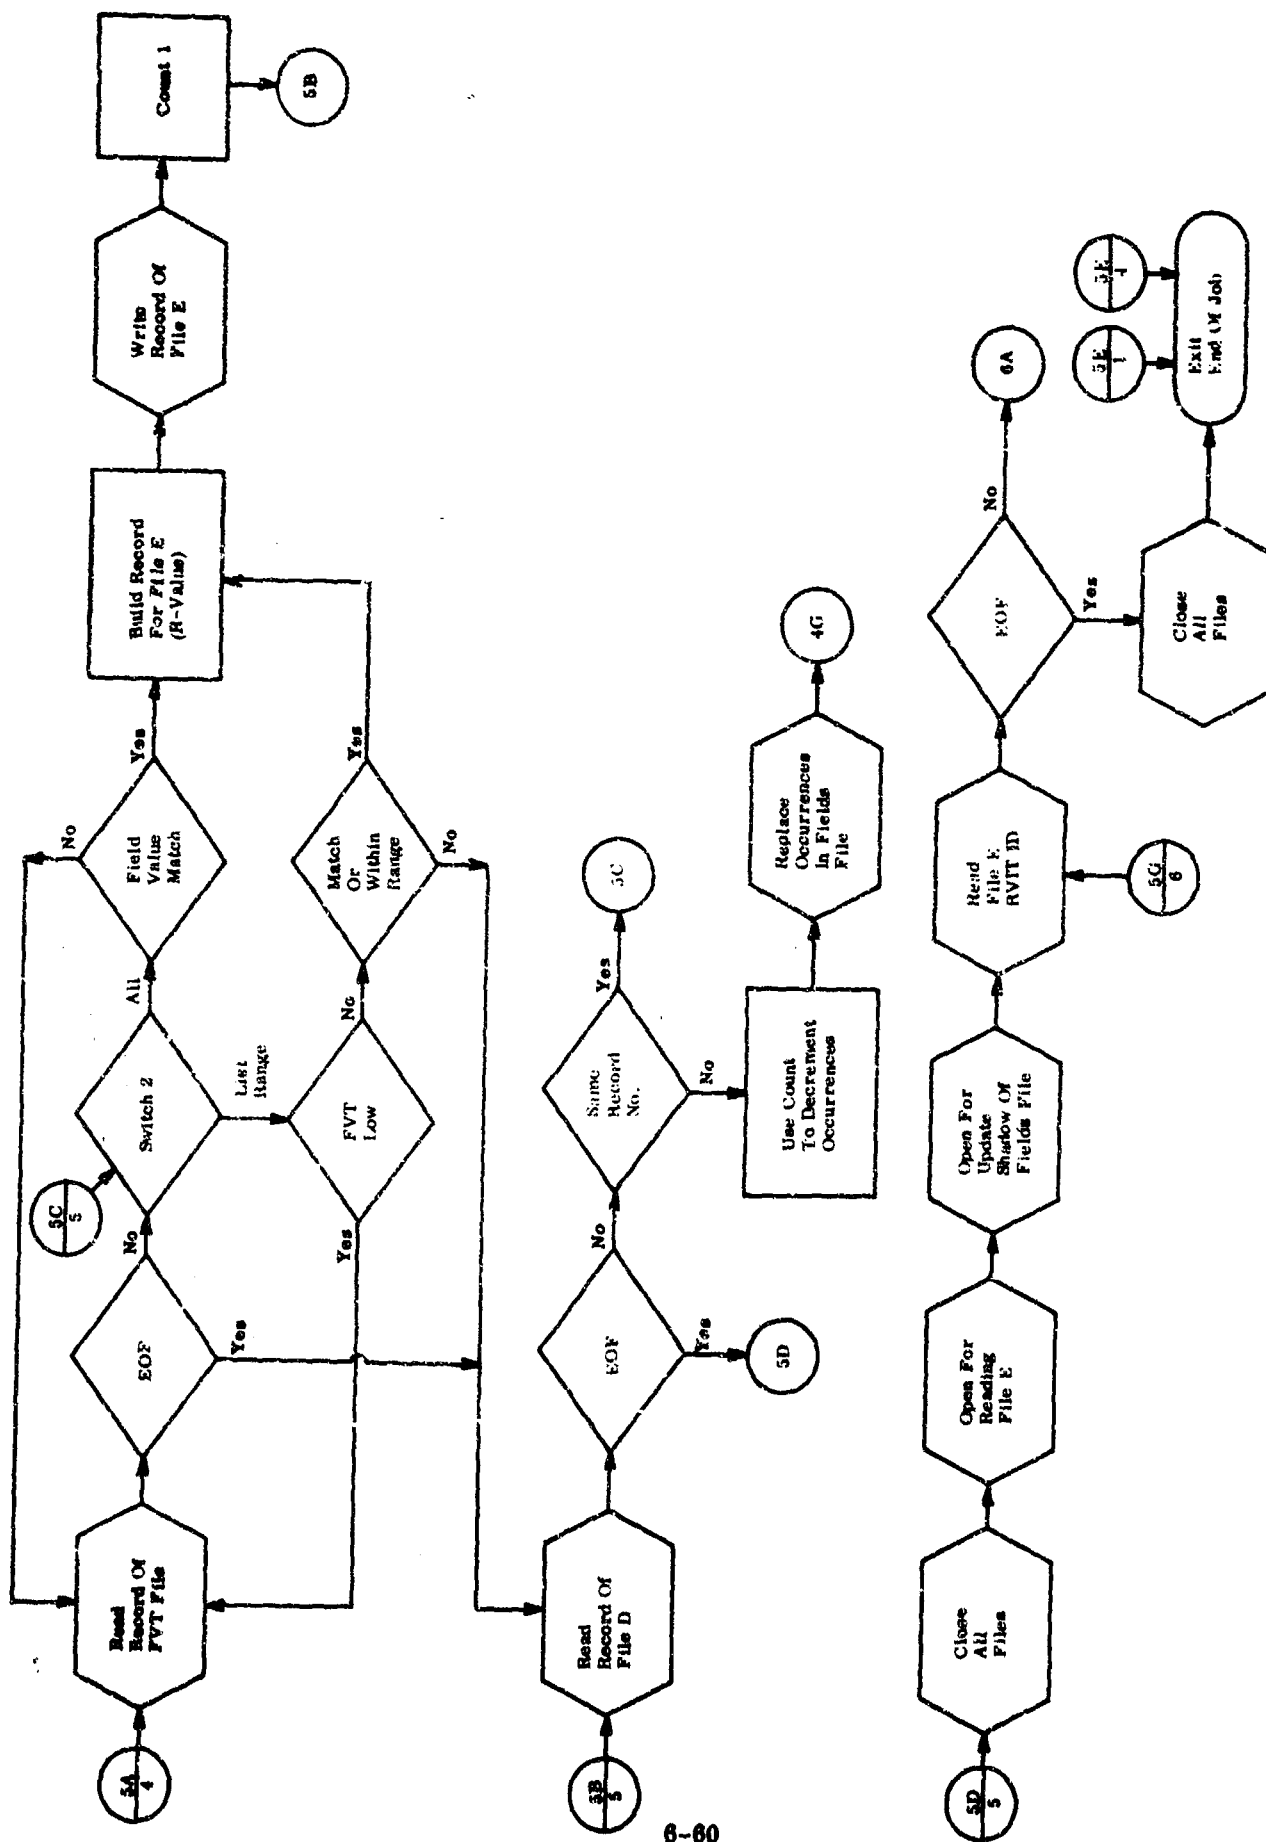 5A
4
Read
Record Of
FVT File
EOF
No
Yes
5C
5
Switch 2
All
List
Range
Field
Value
Match
No
Yes
FVT
Low
Yes
No
Match
Or
Within
Range
Yes
No
Build Record
For File E
(R-Value)
Write
Record Of
File E
Count 1
5B
5B
5
Read
Record Of
File D
EOF
No
Yes
5D
Same
Record
No.
Yes
No
5C
Use Count
To Decrement
Occurrences
Replace
Occurrences
In Fields
File
4G
5D
5
Close
All
Files
Open For
Reading
File E
Open For
Update
Shadow Of
Fields File
Read
File E
RVIT ID
5G
6
EOF
No
Yes
6A
Close
All
Files
5E
1
5E
Exit
End Of Job
6-60